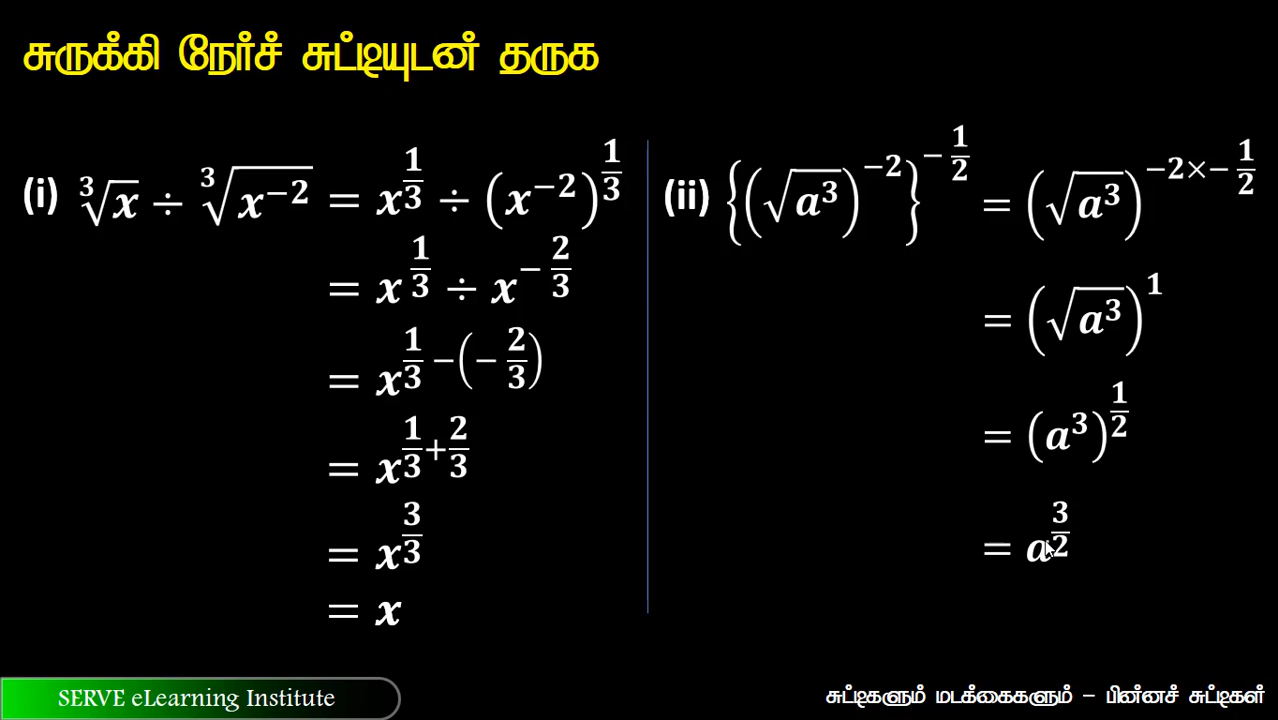 சுருக்கி நேர்ச் சுட்டியுடன் தருக
(i) ∛x ÷ ∛(x⁻²) = x^(1/3) ÷ (x⁻²)^(1/3)
= x^(1/3) ÷ x^(−2/3)
= x^(1/3 −(−2/3))
= x^(1/3+2/3)
= x^(3/3)
= x
(ii) {(√a³)⁻²}^(−1/2) = (√a³)^(−2×−1/2)
= (√a³)¹
= (a³)^(1/2)
= a^(3/2)
SERVE eLearning Institute
சுட்டிகளும் மடக்கைகளும் – பின்னச் சுட்டிகள்